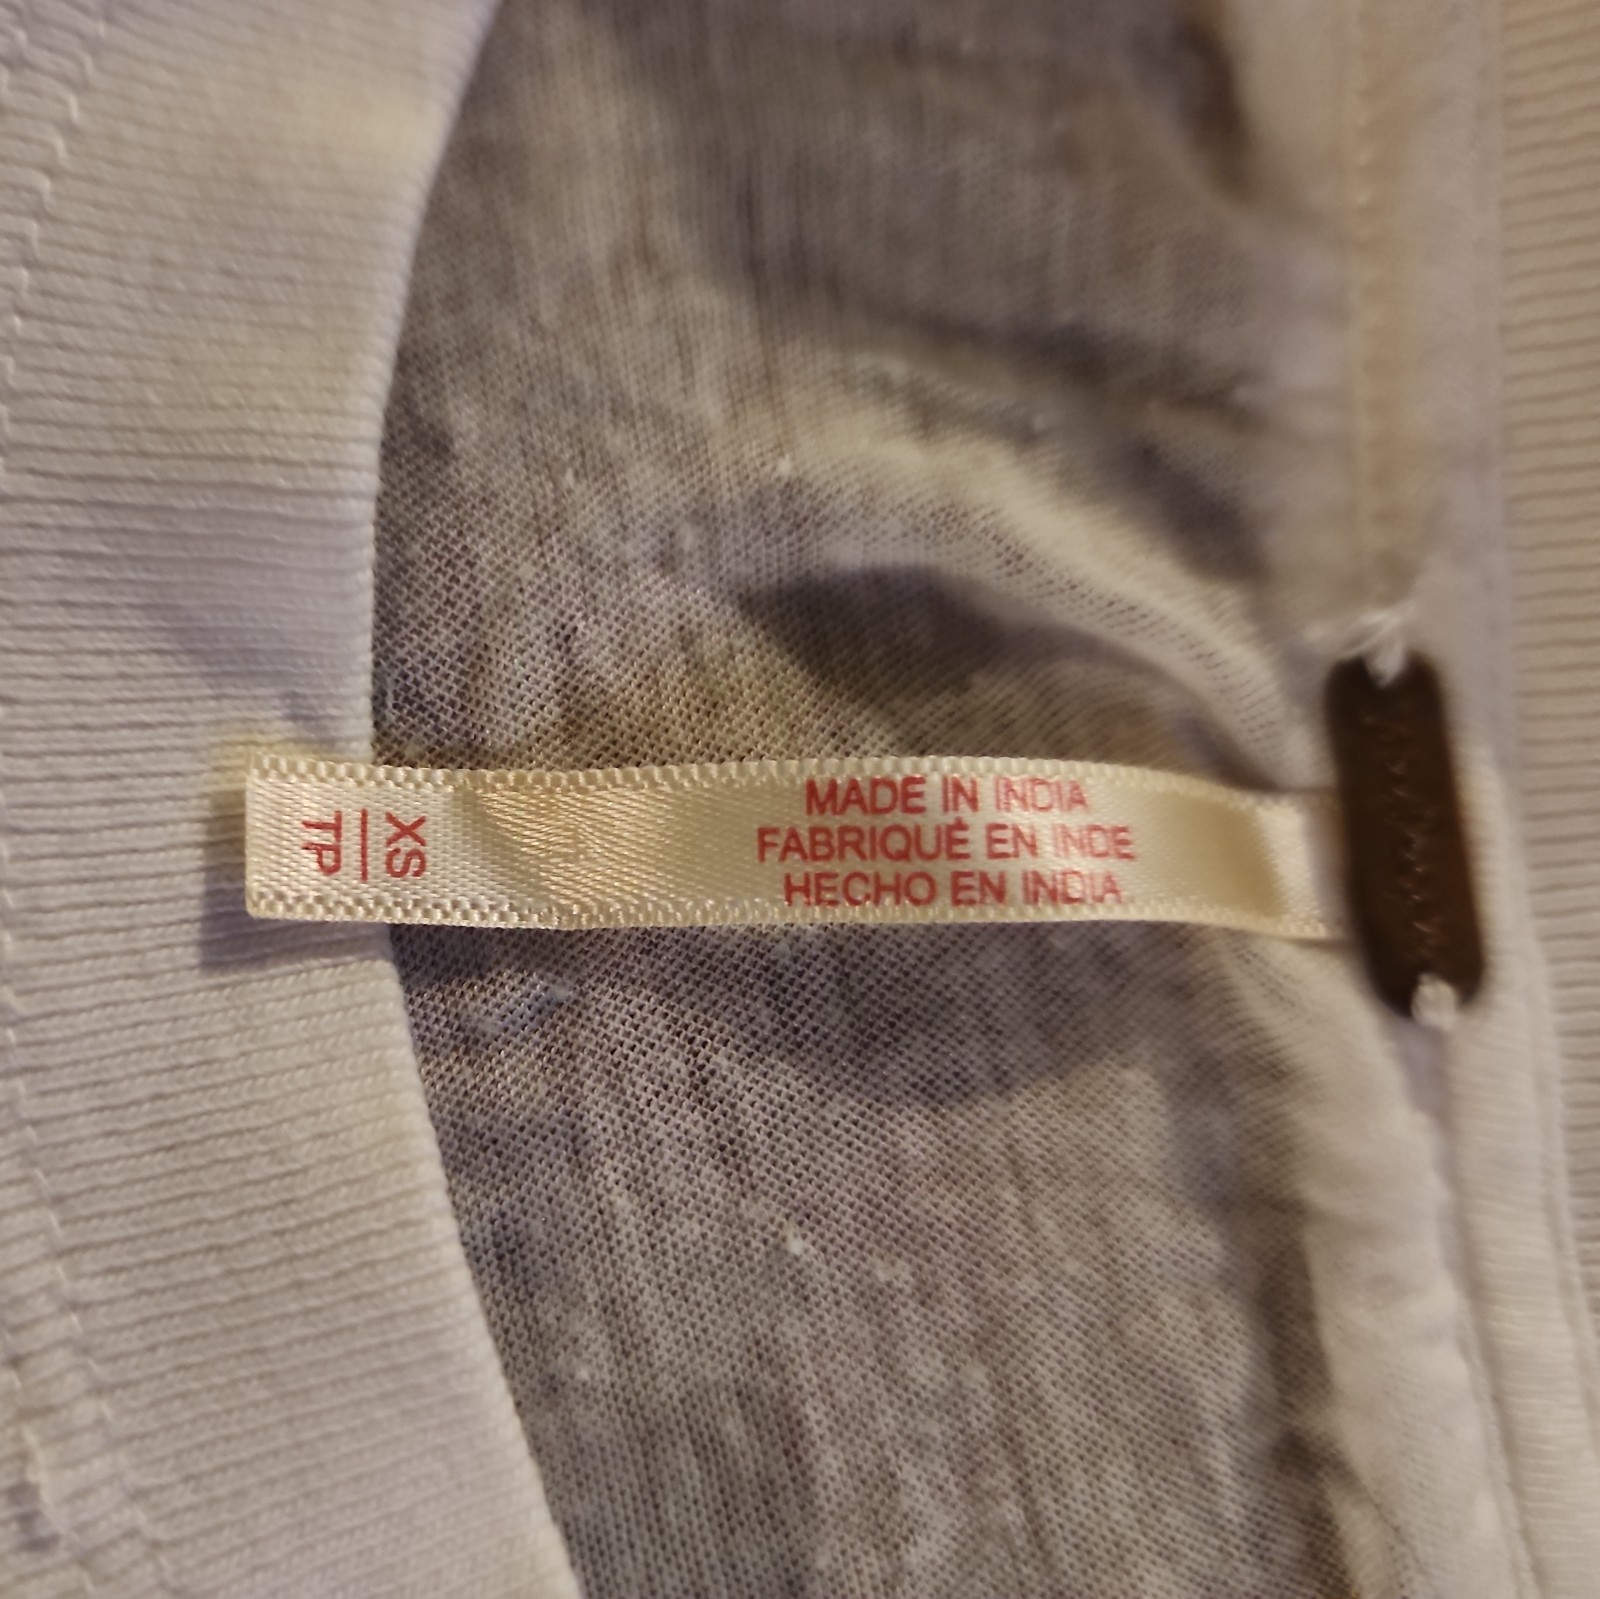 MADE IN INDIA
FABRIQUÉ EN INDE
HECHO EN INDIA
XS
TP